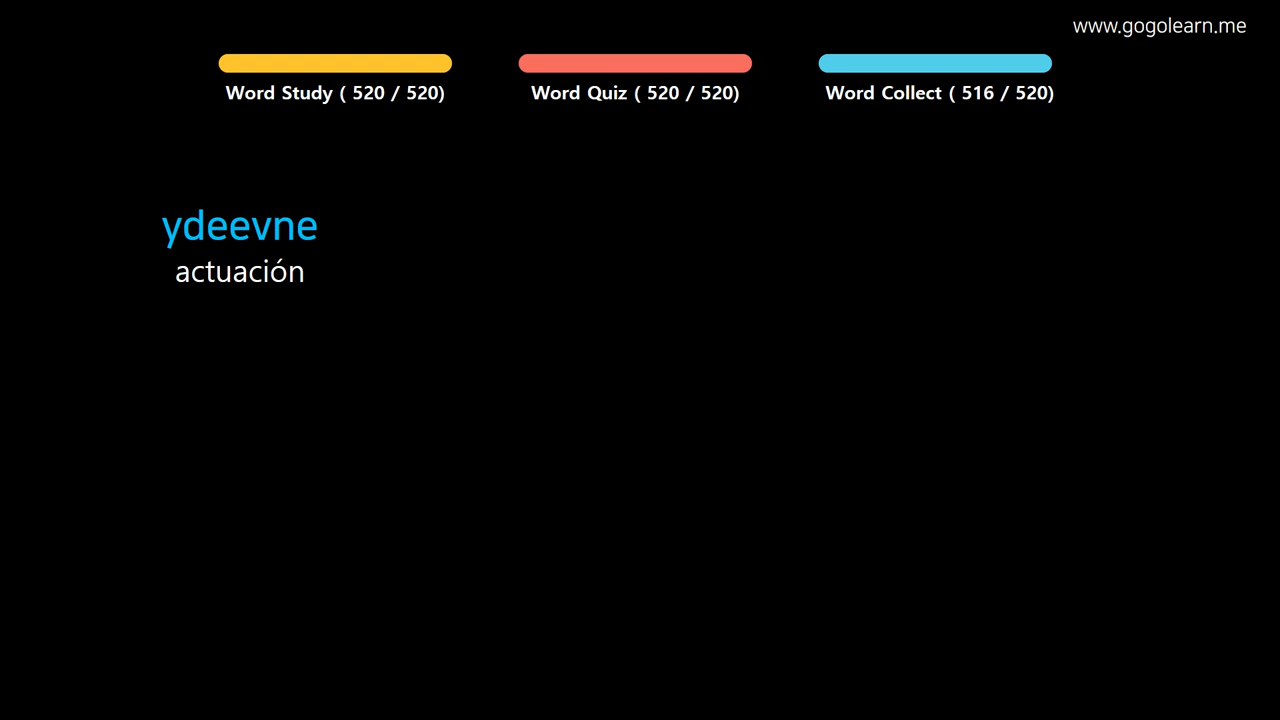 www.gogolearn.me
Word Study ( 520 / 520)
Word Quiz ( 520 / 520)
Word Collect ( 516 / 520)
ydeevne
actuación